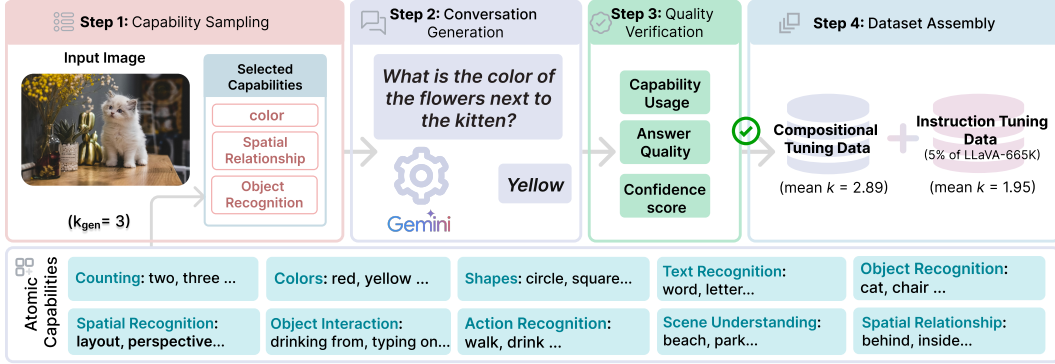 Step 1: Capability Sampling
Input Image
(kgen= 3)
Selected
Capabilities
color
Spatial
Relationship
Object
Recognition
Step 2: Conversation
Generation
What is the color of
the flowers next to
the kitten?
Gemini
Yellow
Step 3: Quality
Verification
Capability
Usage
Answer
Quality
Confidence
score
Step 4: Dataset Assembly
Compositional
Tuning Data
(mean k = 2.89)
Instruction Tuning
Data
(5% of LLaVA-665K)
(mean k = 1.95)
Atomic
Capabilities
Counting: two, three ...
Colors: red, yellow ...
Shapes: circle, square...
Text Recognition:
word, letter...
Object Recognition:
cat, chair ...
Spatial Recognition:
layout, perspective...
Object Interaction:
drinking from, typing on...
Action Recognition:
walk, drink ...
Scene Understanding:
beach, park...
Spatial Relationship:
behind, inside...